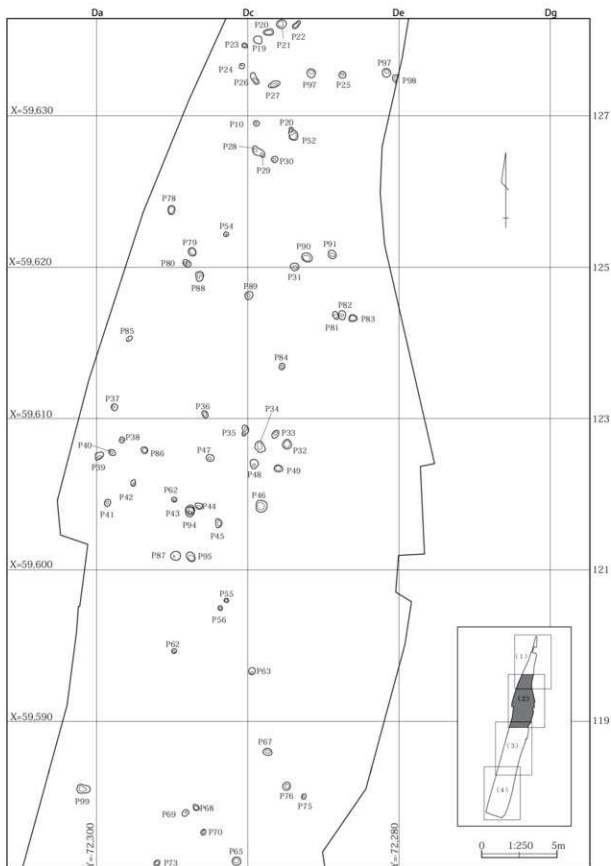 Da Dc De Dg
P20
P22
P21
P23
P19
P24
P26
P27
P97
P25
P97
P98
X=59,630
127
P10
P20
P52
P28
P29
P30
P78
P54
P79
P80
P88
P90
P91
P31
X=59,620
125
P89
P82
P81
P83
P85
P84
P37
P36
X=59,610
123
P34
P35
P33
P32
P38
P40
P39
P86
P47
P48
P49
P42
P41
P62
P44
P43
P94
P46
P45
P87
P95
X=59,600
121
P55
P56
P62
P63
(1)
(2)
(3)
(4)
X=59,590
119
P67
P99
P76
P75
P69
P68
P70
P73
P65
Y=-72,300
Y=-72,280
0 1:250 5m